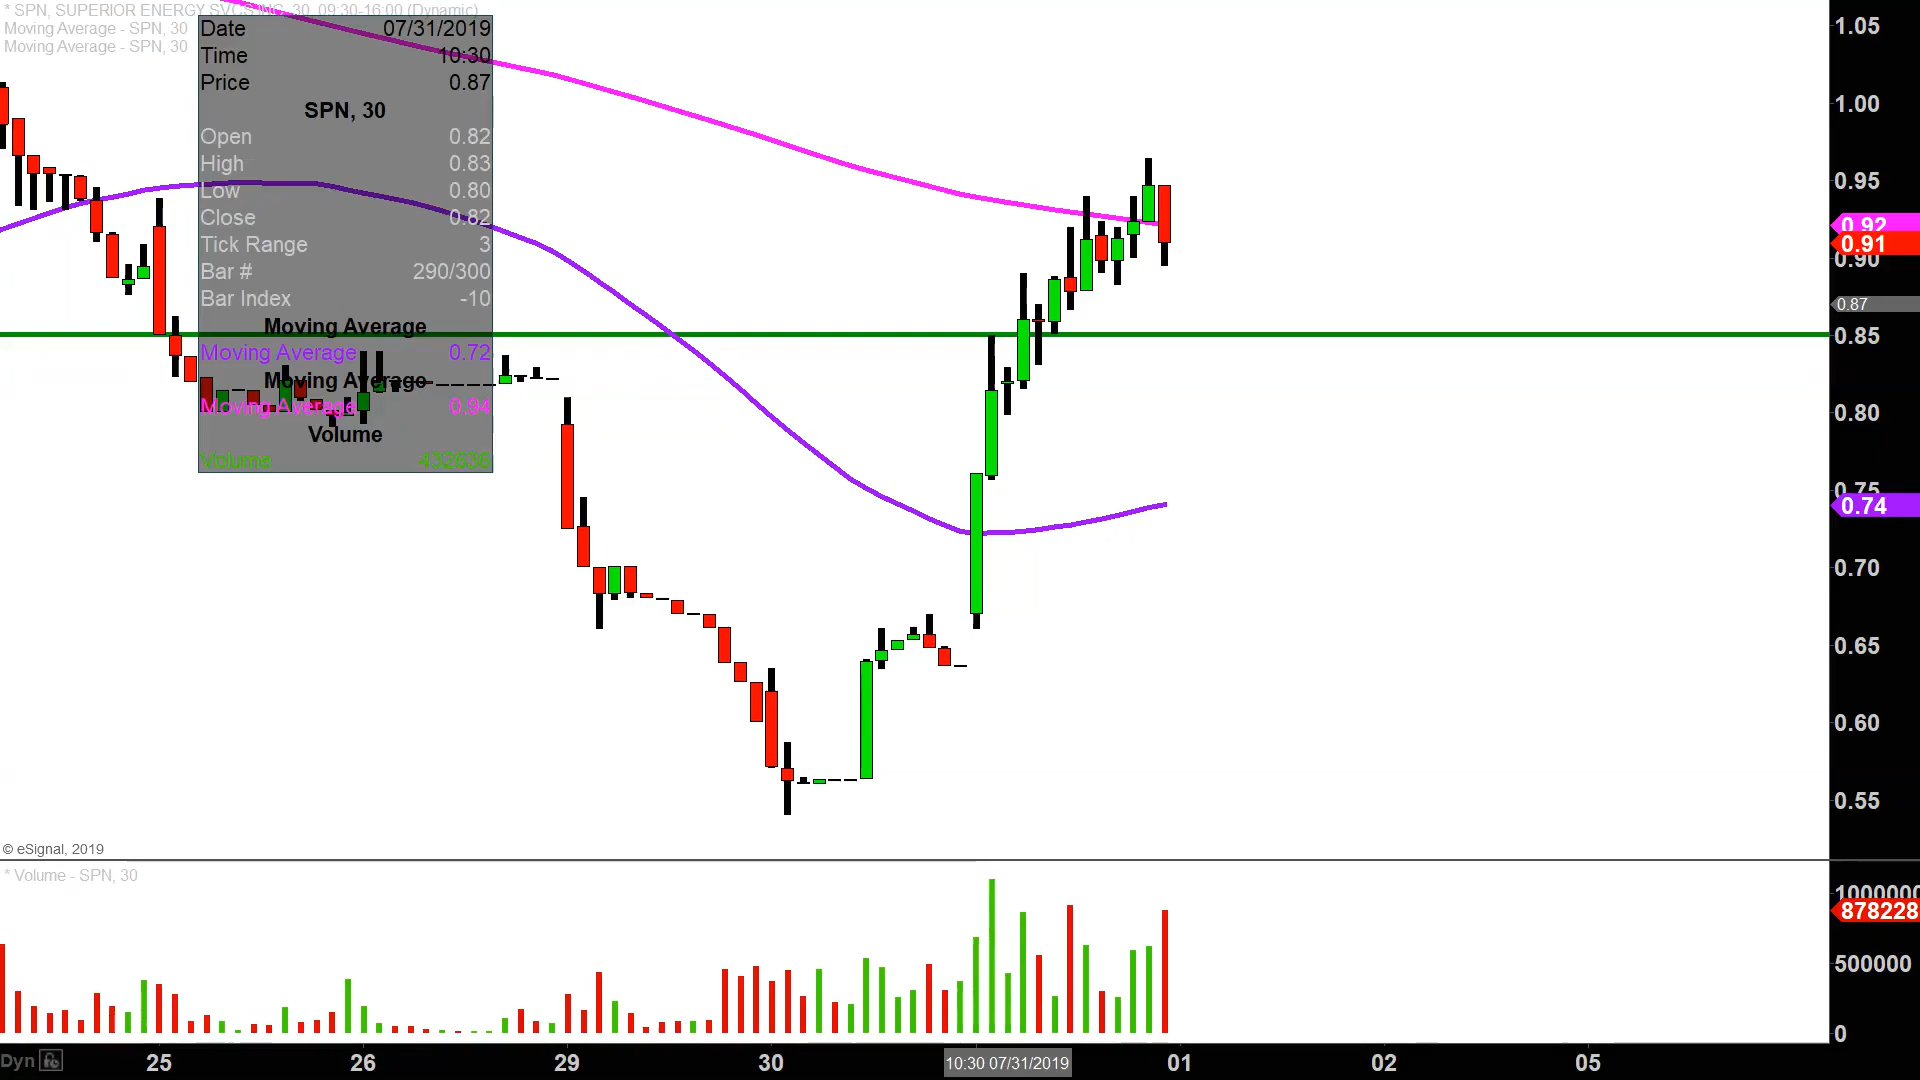 * SPN, SUPERIOR ENERGY SVCS INC, 30, 09:30-16:00 (Dynamic)
Moving Average - SPN, 30
Moving Average - SPN, 30
Date 07/31/2019
Time 10:30
Price 0.87
SPN, 30
Open 0.82
High 0.83
Low 0.80
Close 0.82
Tick Range 3
Bar # 290/300
Bar Index -10
Moving Average
Moving Average 0.72
Moving Average
Moving Average 0.94
Volume
Volume 432636
1.05
1.00
0.95
0.92
0.91
0.90
0.87
0.85
0.80
0.75
0.74
0.70
0.65
0.60
0.55
© eSignal, 2019
* Volume - SPN, 30
1000000
878228
500000
0
Dyn 25 26 29 30 10:30 07/31/2019 01 02 05